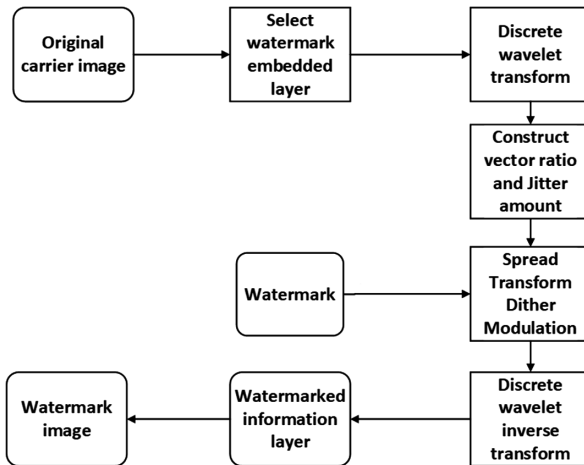 Original
carrier image
Select
watermark
embedded
layer
Discrete
wavelet
transform
Construct
vector ratio
and Jitter
amount
Watermark
Spread
Transform
Dither
Modulation
Watermark
image
Watermarked
information
layer
Discrete
wavelet
inverse
transform